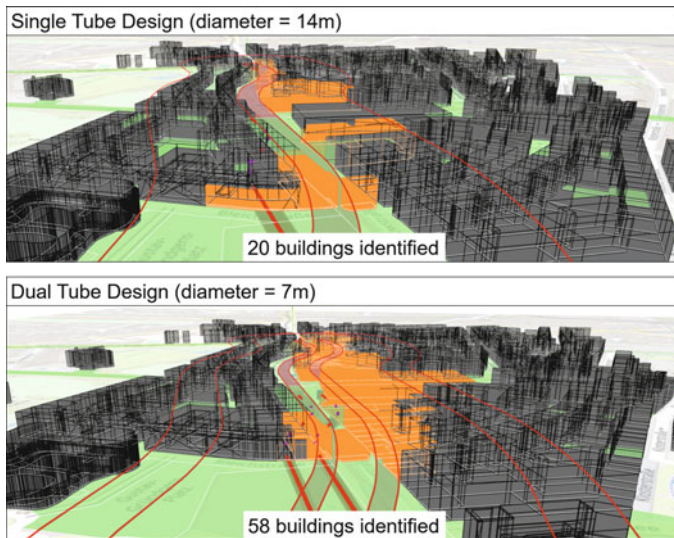 Single Tube Design (diameter = 14m)
20 buildings identified
Dual Tube Design (diameter = 7m)
58 buildings identified